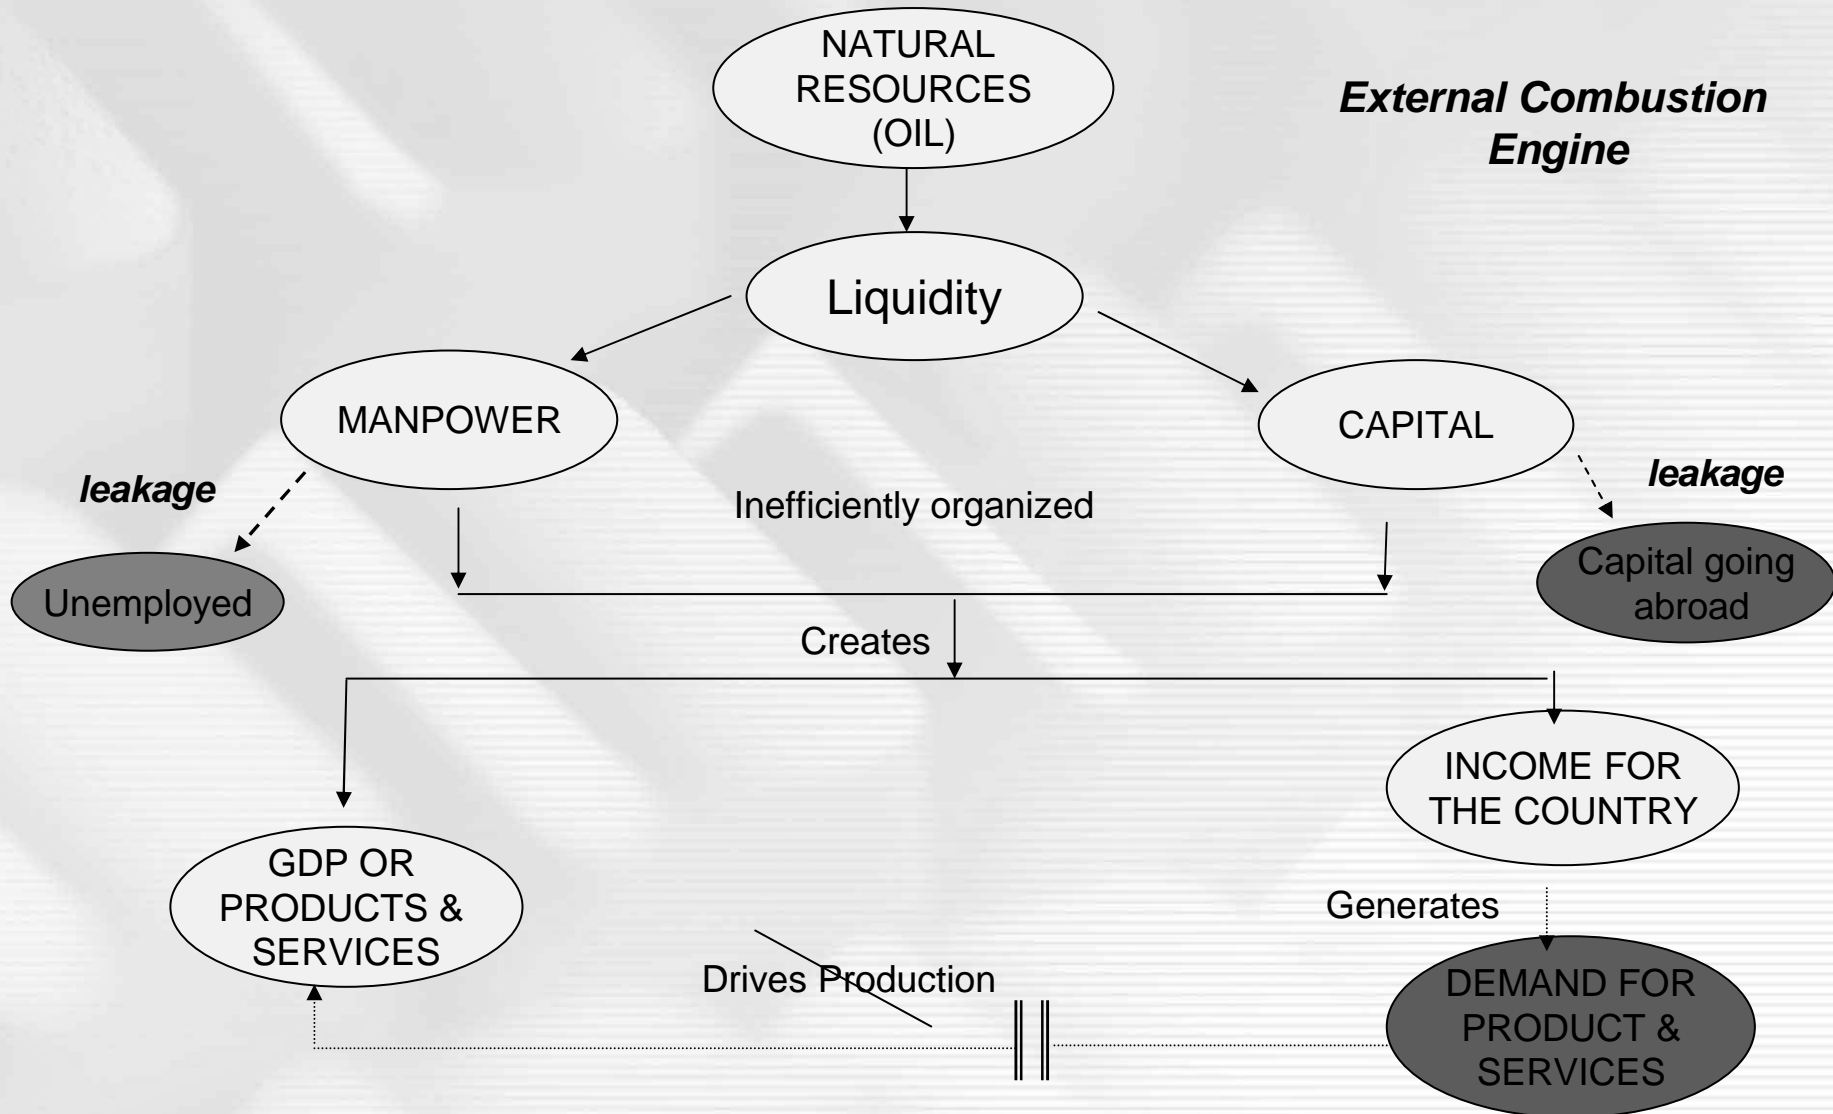 NATURAL
RESOURCES
(OIL)
External Combustion
Engine
Liquidity
MANPOWER
CAPITAL
leakage
leakage
Inefficiently organized
Unemployed
Capital going
abroad
Creates
INCOME FOR
THE COUNTRY
GDP OR
PRODUCTS &
SERVICES
Generates
Drives Production
DEMAND FOR
PRODUCT &
SERVICES